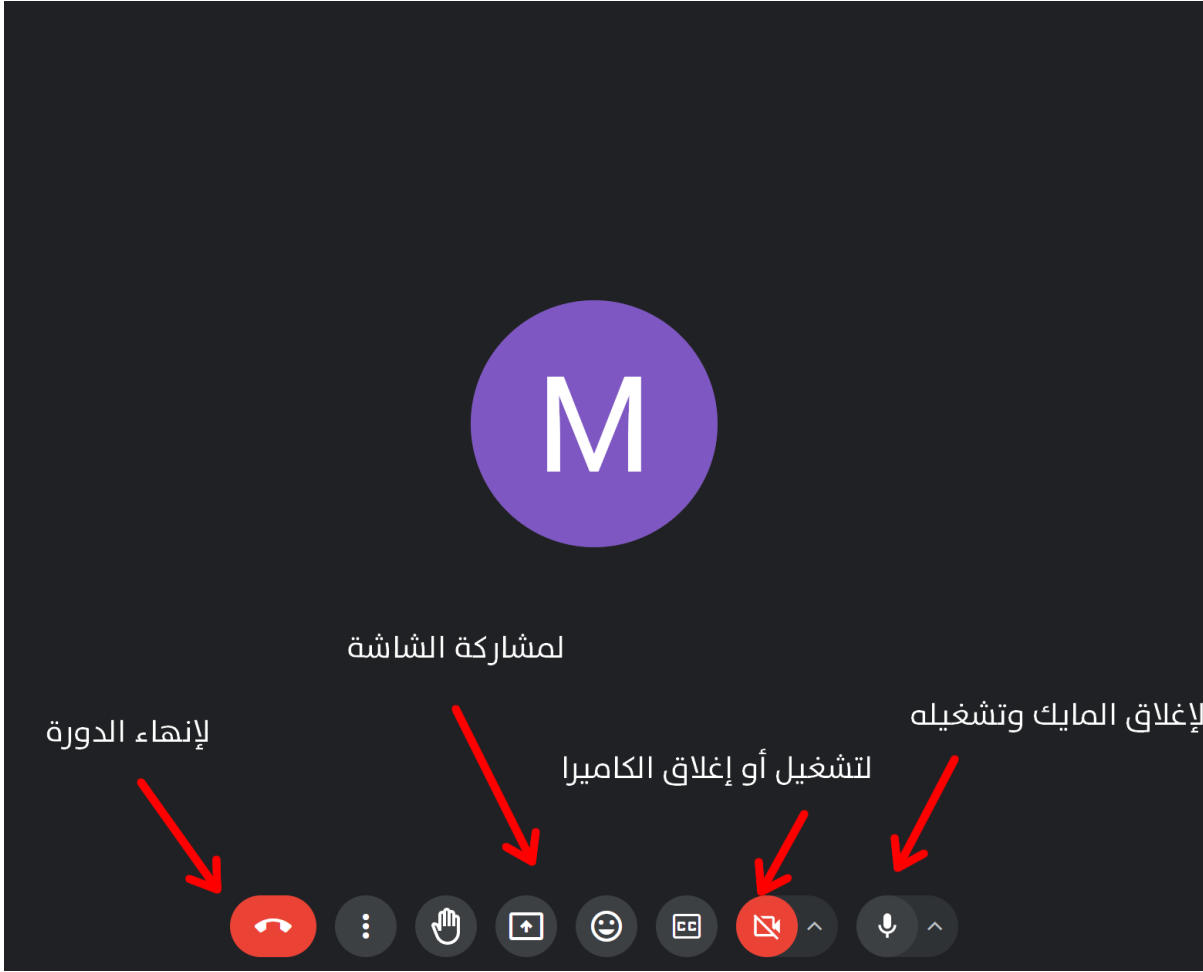 M
لمشاركة الشاشة
لإغلاق المايك وتشغيله
لإنهاء الدورة
لتشغيل أو إغلاق الكاميرا
CC